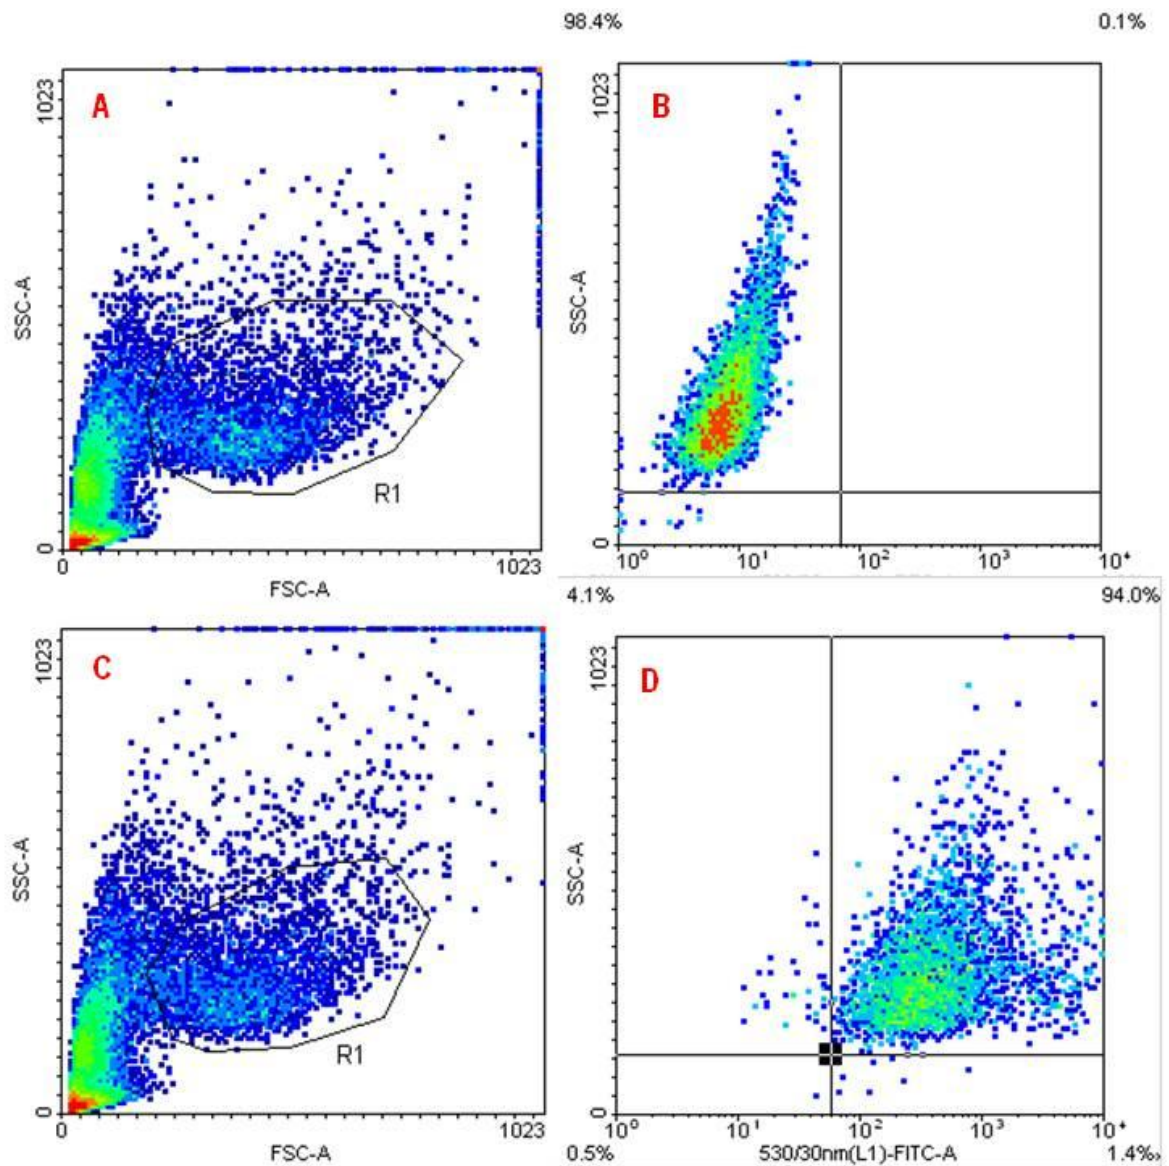 98.4% 0.1%
A B
1023 1023
SSC-A SSC-A
R1
0 0
0 1023 10⁰ 10¹ 10² 10³ 10⁴
FSC-A
4.1% 94.0%
C D
1023 1023
SSC-A SSC-A
R1
0 0
0 1023 10⁰ 10¹ 10² 10³ 10⁴
FSC-A 0.5% 530/30nm(L1)-FITC-A 1.4%